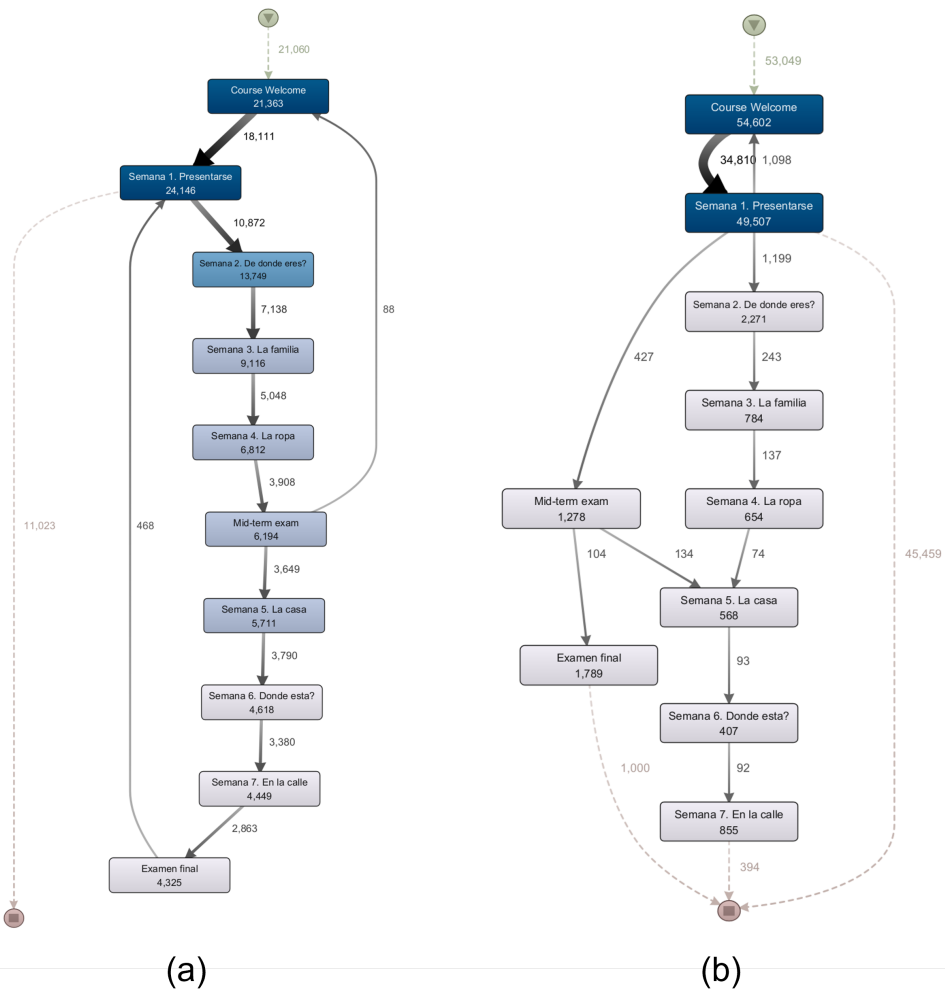 21,060
Course Welcome
21,363
18,111
Semana 1. Presentarse
24,146
10,872
Semana 2. De donde eres?
13,749
7,138
88
Semana 3. La familia
9,116
5,048
Semana 4. La ropa
6,812
3,908
Mid-term exam
6,194
11,023
468
3,649
Semana 5. La casa
5,711
3,790
Semana 6. Donde esta?
4,618
3,380
Semana 7. En la calle
4,449
2,863
Examen final
4,325
(a)
53,049
Course Welcome
54,602
34,810
1,098
Semana 1. Presentarse
49,507
1,199
Semana 2. De donde eres?
2,271
427
243
Semana 3. La familia
784
137
Mid-term exam
1,278
Semana 4. La ropa
654
104
134
74
45,459
Semana 5. La casa
568
Examen final
1,789
93
Semana 6. Donde esta?
407
1,000
92
Semana 7. En la calle
855
394
(b)